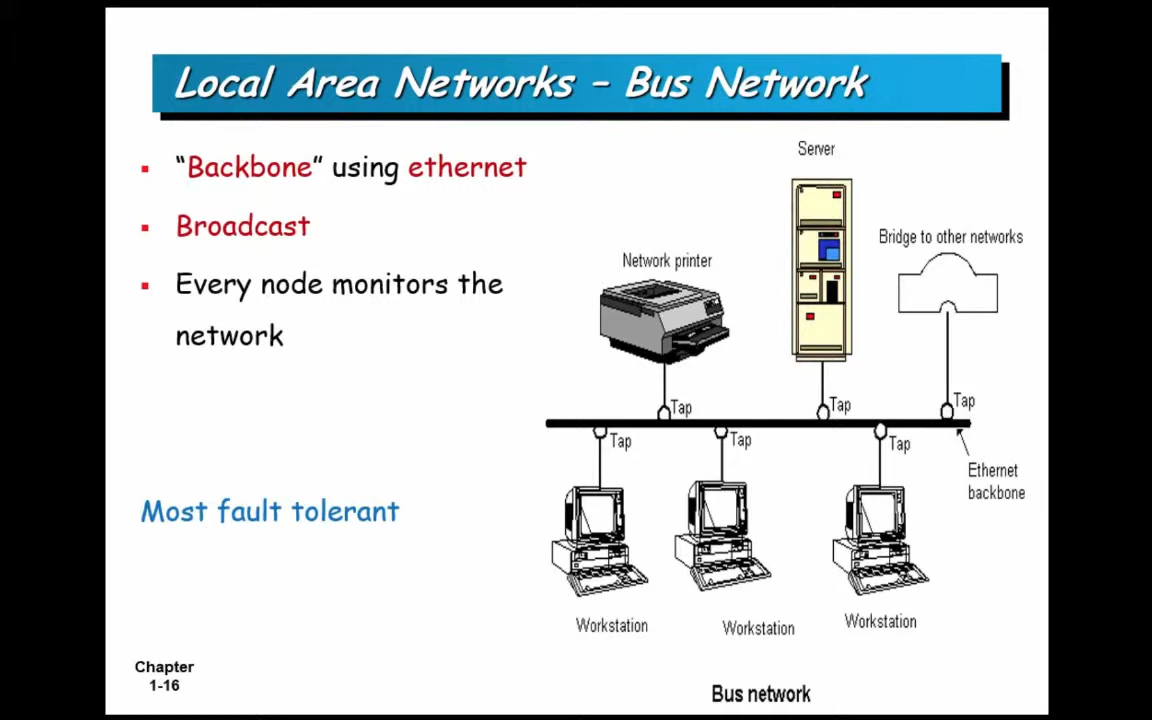 Local Area Networks – Bus Network
▪ “Backbone” using ethernet
▪ Broadcast
▪ Every node monitors the
network
Most fault tolerant
Server
Bridge to other networks
Network printer
Tap
Tap
Tap
Tap
Tap
Tap
Ethernet
backbone
Workstation
Workstation
Workstation
Bus network
Chapter
1-16